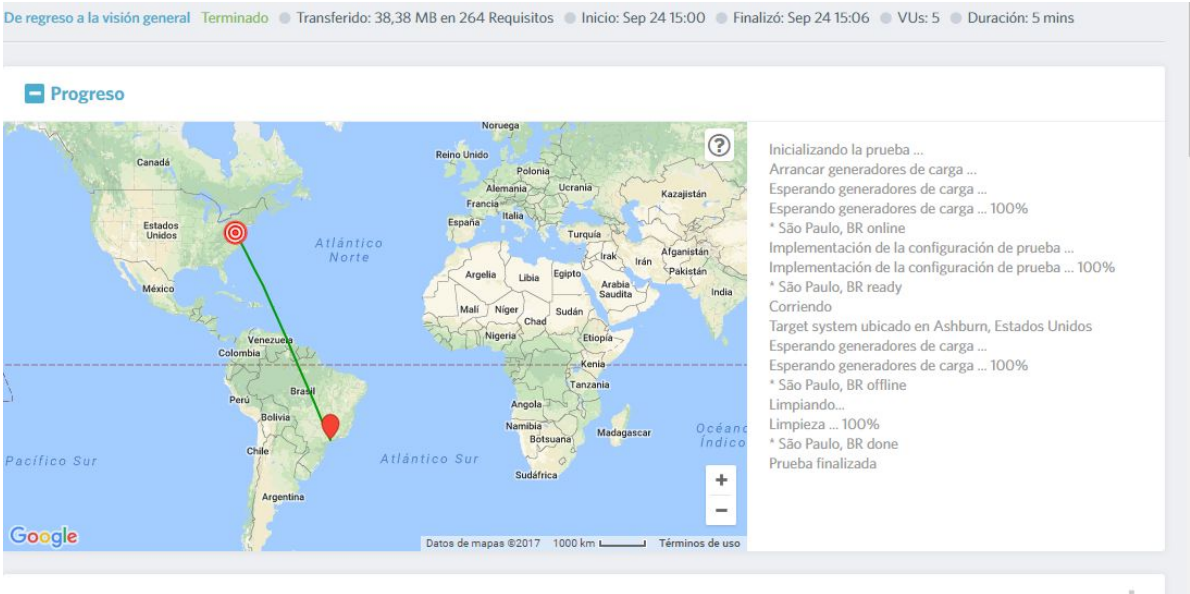 De regreso a la visión general Terminado Transferido: 38,38 MB en 264 Requisitos Inicio: Sep 24 15:00 Finalizó: Sep 24 15:06 VUs: 5 Duración: 5 mins
Progreso
Inicializando la prueba ...
Arrancar generadores de carga ...
Esperando generadores de carga ...
Esperando generadores de carga ... 100%
* São Paulo, BR online
Implementación de la configuración de prueba ...
Implementación de la configuración de prueba ... 100%
* São Paulo, BR ready
Corriendo
Target system ubicado en Ashburn, Estados Unidos
Esperando generadores de carga ...
Esperando generadores de carga ... 100%
* São Paulo, BR offline
Limpiando...
Limpieza ... 100%
* São Paulo, BR done
Prueba finalizada
Noruega
Canadá
Reino Unido
Polonia
Alemania
Ucrania
Kazajistán
Francia
Italia
España
Estados
Unidos
Turquía
Atlántico
Norte
Irak
Irán
Afganistán
Pakistán
Argelia
Libia
Egipto
Arabia
Saudita
India
México
Malí
Níger
Chad
Sudán
Nigeria
Etiopía
Venezuela
Colombia
Kenia
Tanzania
Perú
Brasil
Angola
Bolivia
Namibia
Botsuana
Madagascar
Océano
Índico
Chile
Pacífico Sur
Atlántico Sur
Sudáfrica
Argentina
Google
Datos de mapas ©2017 1000 km Términos de uso